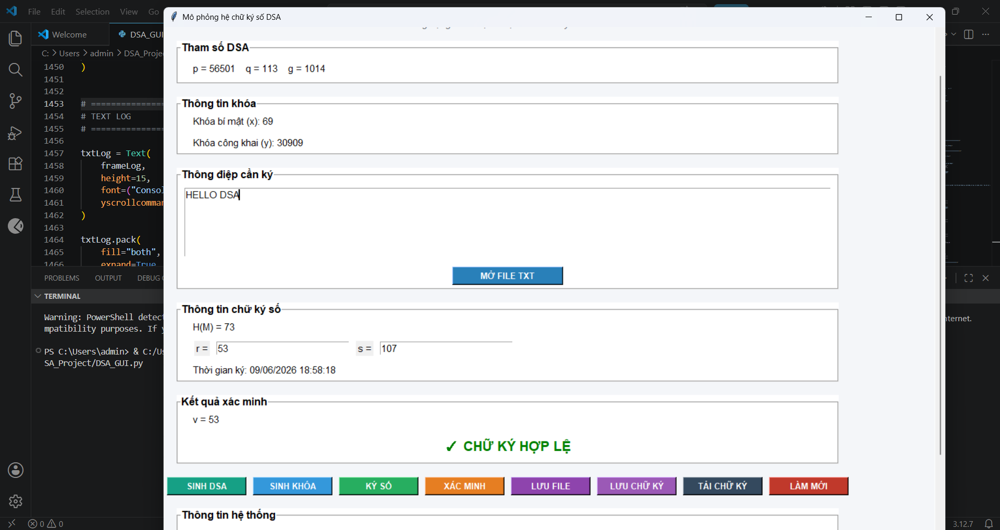 File Edit Selection View Go
Mô phỏng hệ chữ ký số DSA
Welcome
DSA_GUI
C: > Users > admin > DSA_Proje
1450 )
1451
1452
1453 # ===============
1454 # TEXT LOG
1455 # ===============
1456
1457 txtLog = Text(
1458 frameLog,
1459 height=15,
1460 font=("Consol
1461 yscrollcomman
1462 )
1463
1464 txtLog.pack(
1465 fill="both",
1466 expand=True
PROBLEMS OUTPUT DEBUG
TERMINAL
Warning: PowerShell detect
mpatibility purposes. If y
PS C:\Users\admin> & C:/Us
SA_Project/DSA_GUI.py
Tham số DSA
p = 56501 q = 113 g = 1014
Thông tin khóa
Khóa bí mật (x): 69
Khóa công khai (y): 30909
Thông điệp cần ký
HELLO DSA
MỞ FILE TXT
Thông tin chữ ký số
H(M) = 73
r = 53 s = 107
Thời gian ký: 09/06/2026 18:58:18
Kết quả xác minh
v = 53
✓ CHỮ KÝ HỢP LỆ
SINH DSA SINH KHÓA KÝ SỐ XÁC MINH LƯU FILE LƯU CHỮ KÝ TẢI CHỮ KÝ LÀM MỚI
Thông tin hệ thống
nternet.
0 0
3.12.7